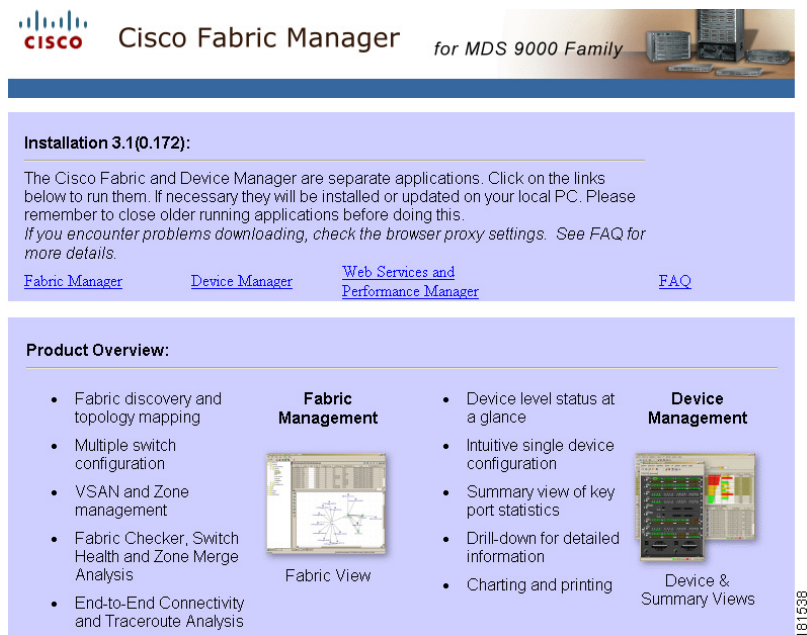 CISCO
Cisco Fabric Manager
for MDS 9000 Family
Installation 3.1(0.172):
The Cisco Fabric and Device Manager are separate applications. Click on the links
below to run them. If necessary they will be installed or updated on your local PC. Please
remember to close older running applications before doing this.
If you encounter problems downloading, check the browser proxy settings. See FAQ for
more details.
Fabric Manager
Device Manager
Web Services and
Performance Manager
FAQ
Product Overview:
• Fabric discovery and
topology mapping
• Multiple switch
configuration
• VSAN and Zone
management
• Fabric Checker, Switch
Health and Zone Merge
Analysis
• End-to-End Connectivity
and Traceroute Analysis
Fabric
Management
Fabric View
• Device level status at
a glance
• Intuitive single device
configuration
• Summary view of key
port statistics
• Drill-down for detailed
information
• Charting and printing
Device
Management
Device &
Summary Views
181538